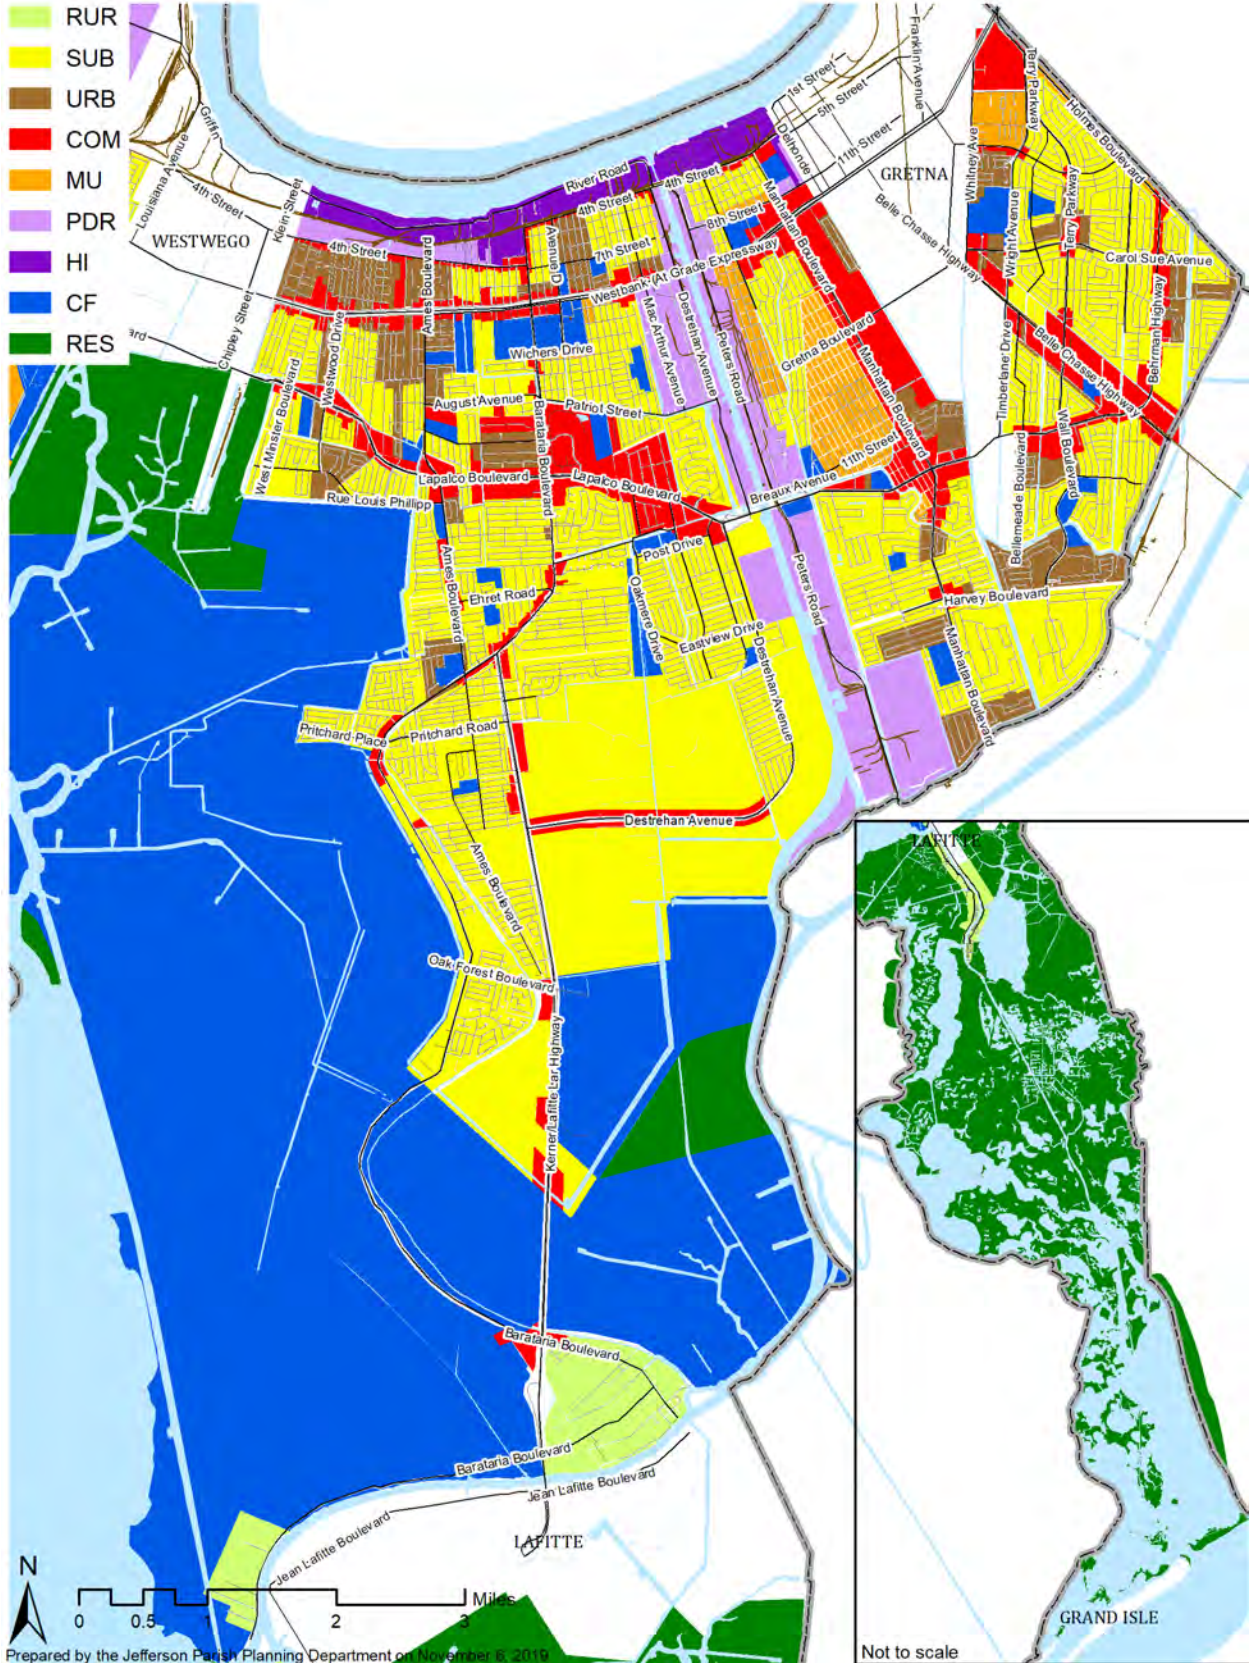 RUR
SUB
URB
COM
MU
PDR
HI
CF
RES
Griffin
Louisiana Avenue
4th Street
WESTWEGO
Klein Street
Chipley Street
River Road
4th Street
4th Street
4th Street
Avenue D
7th Street
8th Street
1st Street
5th Street
11th Street
Delhonde
Franklin Avenue
GRETNA
Whitney Ave
Terry Parkway
Holmes Boulevard
Belle Chasse Highway
Wright Avenue
Terry Parkway
Carol Sue Avenue
Behrman Highway
Manhattan Boulevard
Westbank (At Grade Expressway
Ames Boulevard
Westwood Drive
Wichers Drive
Mac Arthur Avenue
Destrehan Avenue
Peters Road
Gretna Boulevard
Manhattan Boulevard
Timberlane Drive
Belle Chasse Highway
West Minster Boulevard
August Avenue
Patriot Street
Barataria Boulevard
11th Street
Wall Boulevard
Bellemeade Boulevard
Lapalco Boulevard
Lapalco Boulevard
Breaux Avenue
Rue Louis Phillipp
Post Drive
Ames Boulevard
Ehret Road
Oakmere Drive
Eastview Drive
Peters Road
Harvey Boulevard
Manhattan Boulevard
Destrehan Avenue
Pritchard Place
Pritchard Road
Destrehan Avenue
Ames Boulevard
Oak Forest Boulevard
Kerner/Lafitte Lar Highway
Barataria Boulevard
Barataria Boulevard
Jean Lafitte Boulevard
Jean Lafitte Boulevard
LAFITTE
LAFITTE
GRAND ISLE
Not to scale
N
0 0.5 1 2 3 Miles
Prepared by the Jefferson Parish Planning Department on November 6, 2019